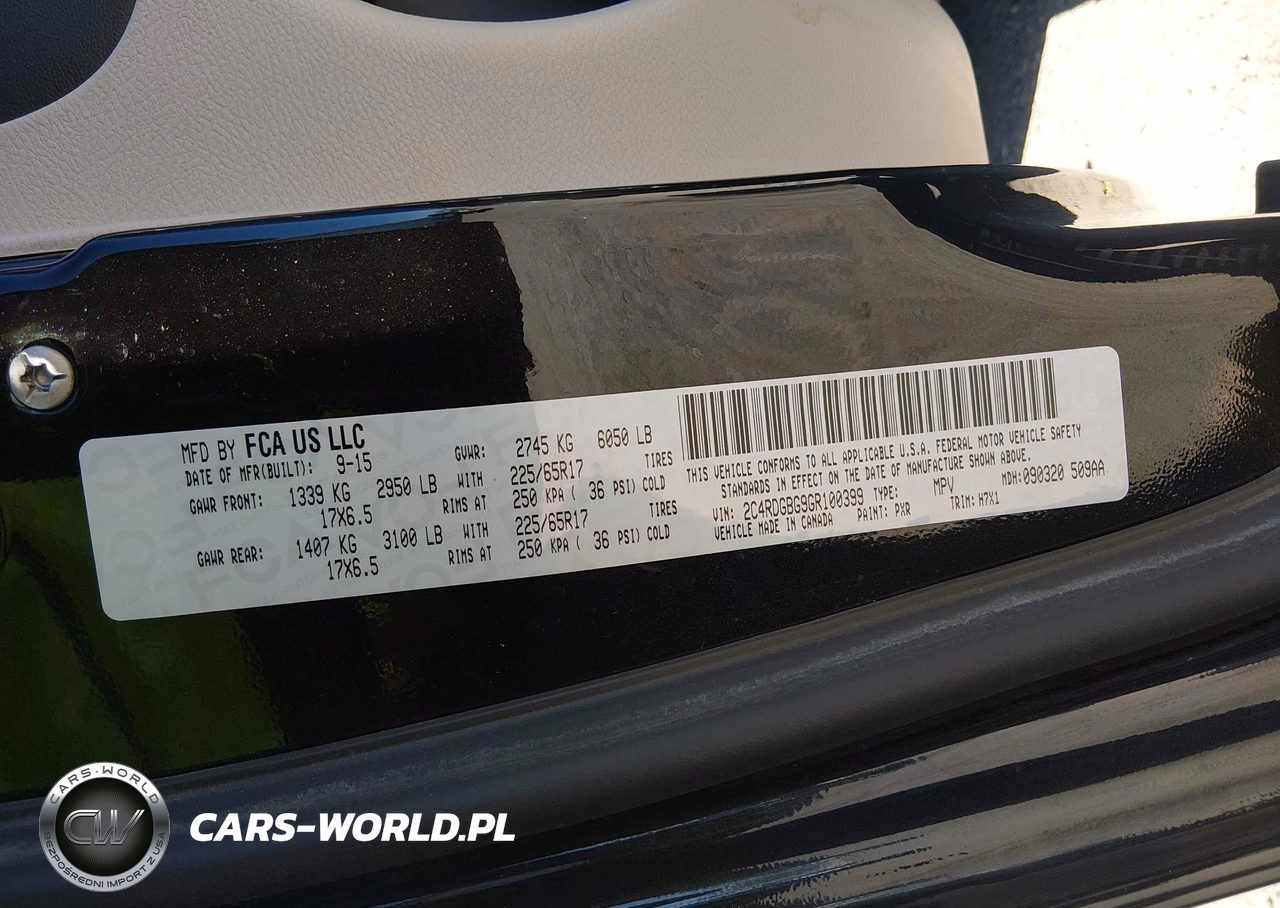 MFD BY FCA US LLC
DATE OF MFR(BUILT): 9-15
GVWR: 2745 KG 6050 LB
GAWR FRONT: 1339 KG 2950 LB WITH 225/65R17 TIRES
17X6.5 RIMS AT 250 KPA ( 36 PSI) COLD
GAWR REAR: 1407 KG 3100 LB WITH 225/65R17 TIRES
17X6.5 RIMS AT 250 KPA ( 36 PSI) COLD
THIS VEHICLE CONFORMS TO ALL APPLICABLE U.S.A. FEDERAL MOTOR VEHICLE SAFETY
STANDARDS IN EFFECT ON THE DATE OF MANUFACTURE SHOWN ABOVE.
VIN: 2C4RDGBG9GR100399 TYPE: MPV MDH:090320 509AA
VEHICLE MADE IN CANADA PAINT: PXR TRIM: H7X1
CARS-WORLD
CW
BEZPOŚREDNI IMPORT Z USA
CARS-WORLD.PL